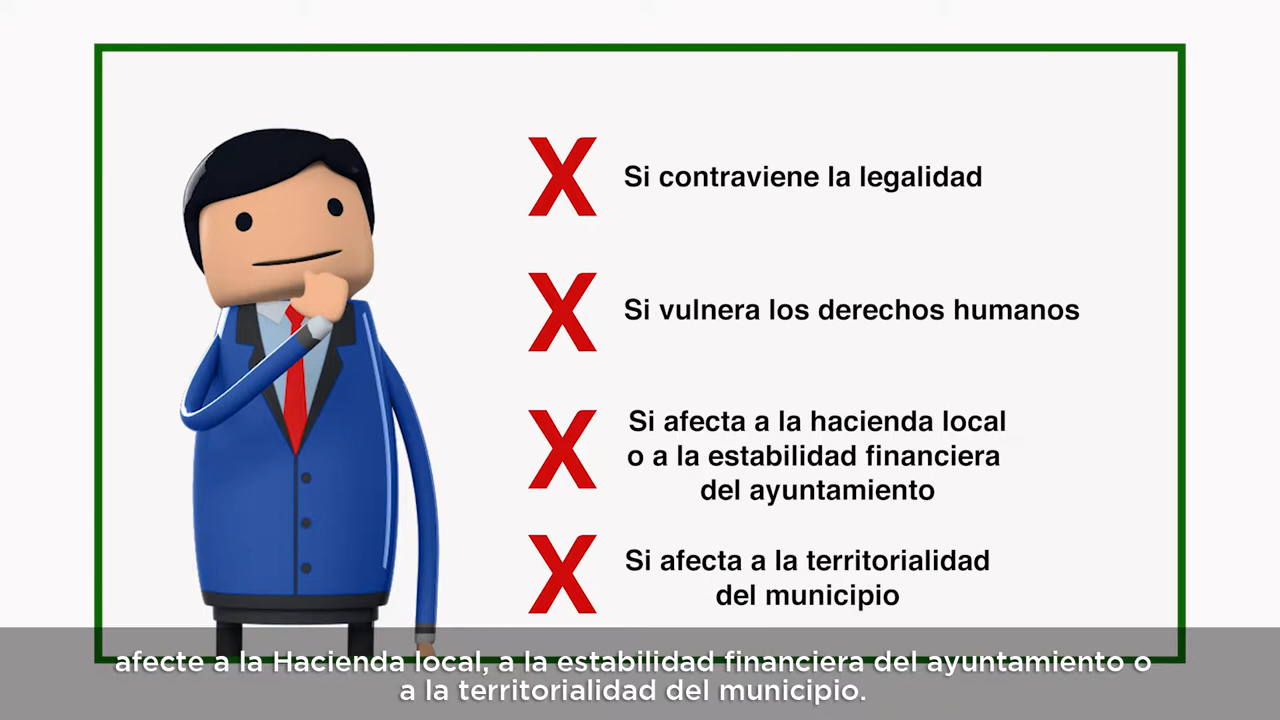 X Si contraviene la legalidad
X Si vulnera los derechos humanos
X Si afecta a la hacienda local
o a la estabilidad financiera
del ayuntamiento
X Si afecta a la territorialidad
del municipio
afecte a la Hacienda local, a la estabilidad financiera del ayuntamiento o
a la territorialidad del municipio.